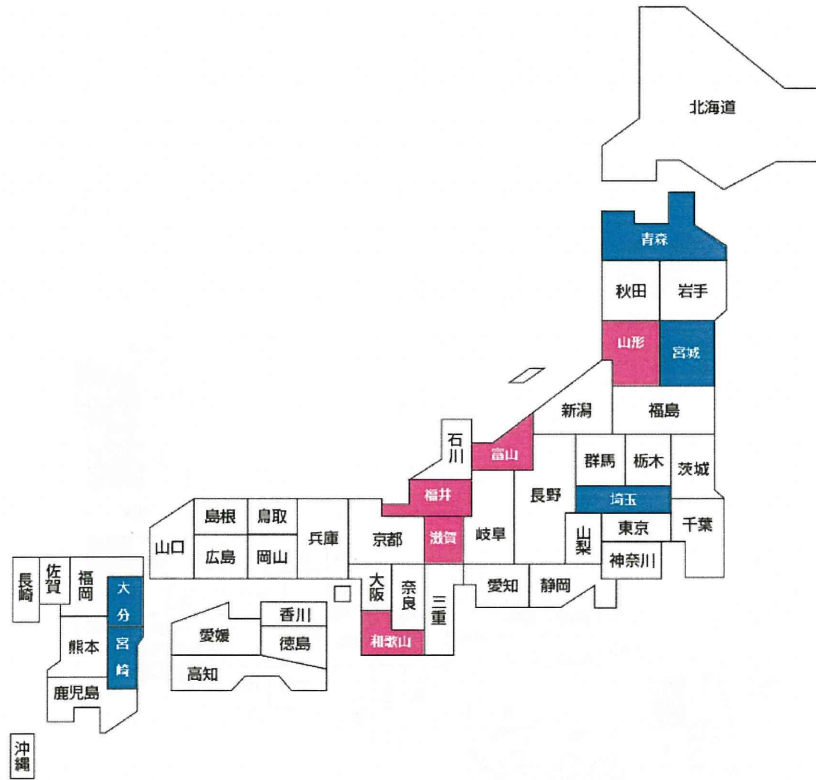 北海道
青森
秋田
岩手
山形
宮城
新潟
福島
石川
富山
群馬
栃木
茨城
福井
長野
埼玉
島根
鳥取
兵庫
京都
滋賀
岐阜
山梨
東京
千葉
山口
広島
岡山
神奈川
長崎
佐賀
福岡
大分
大阪
奈良
三重
愛知
静岡
香川
愛媛
徳島
和歌山
熊本
宮崎
高知
鹿児島
沖縄